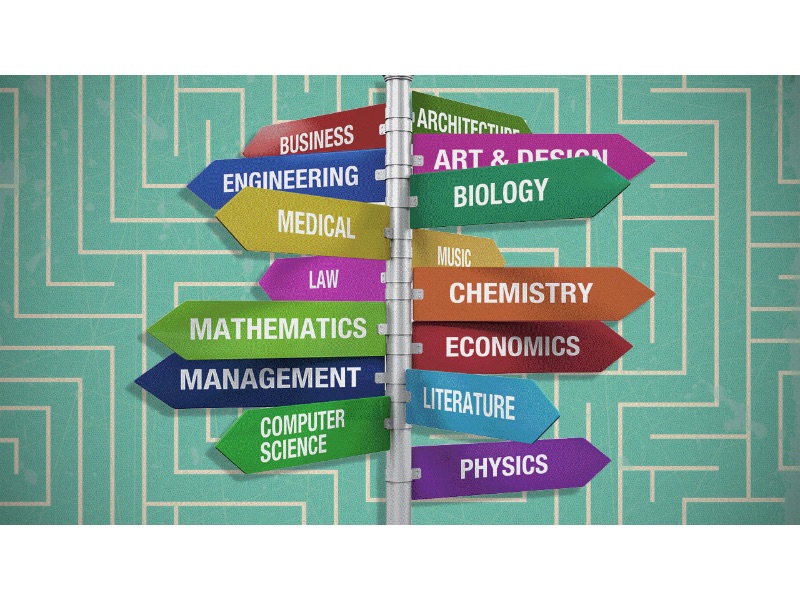 BUSINESS
ENGINEERING
MEDICAL
LAW
MATHEMATICS
MANAGEMENT
COMPUTER
SCIENCE
ARCHITECTURE
ART & DESIGN
BIOLOGY
MUSIC
CHEMISTRY
ECONOMICS
LITERATURE
PHYSICS